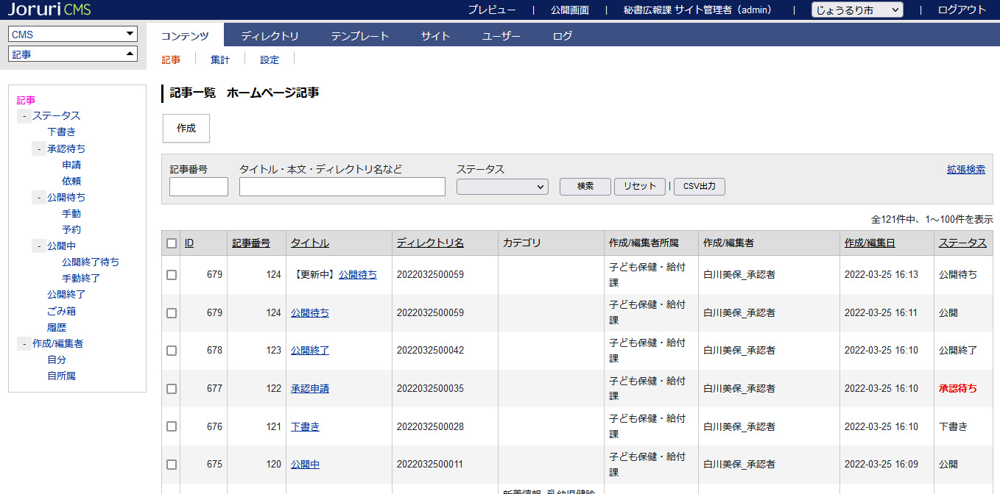 Joruri CMS
プレビュー | 公開画面 | 秘書広報課 サイト管理者（admin） | じょうるり市 | ログアウト
CMS
記事
コンテンツ ディレクトリ テンプレート サイト ユーザー ログ
記事 集計 設定
記事
- ステータス
下書き
- 承認待ち
申請
依頼
- 公開待ち
手動
予約
- 公開中
公開終了待ち
手動終了
公開終了
ごみ箱
履歴
- 作成/編集者
自分
自所属
記事一覧 ホームページ記事
作成
記事番号 タイトル・本文・ディレクトリ名など ステータス 拡張検索
検索 リセット | CSV出力
全121件中、1～100件を表示
ID 記事番号 タイトル ディレクトリ名 カテゴリ 作成/編集者所属 作成/編集者 作成/編集日 ステータス
679 124 【更新中】公開待ち 2022032500059 子ども保健・給付課 白川美保_承認者 2022-03-25 16:13 公開待ち
679 124 公開待ち 2022032500059 子ども保健・給付課 白川美保_承認者 2022-03-25 16:11 公開
678 123 公開終了 2022032500042 子ども保健・給付課 白川美保_承認者 2022-03-25 16:10 公開終了
677 122 承認申請 2022032500035 子ども保健・給付課 白川美保_承認者 2022-03-25 16:10 承認待ち
676 121 下書き 2022032500028 子ども保健・給付課 白川美保_承認者 2022-03-25 16:10 下書き
675 120 公開中 2022032500011 子ども保健・給付課 白川美保_承認者 2022-03-25 16:09 公開